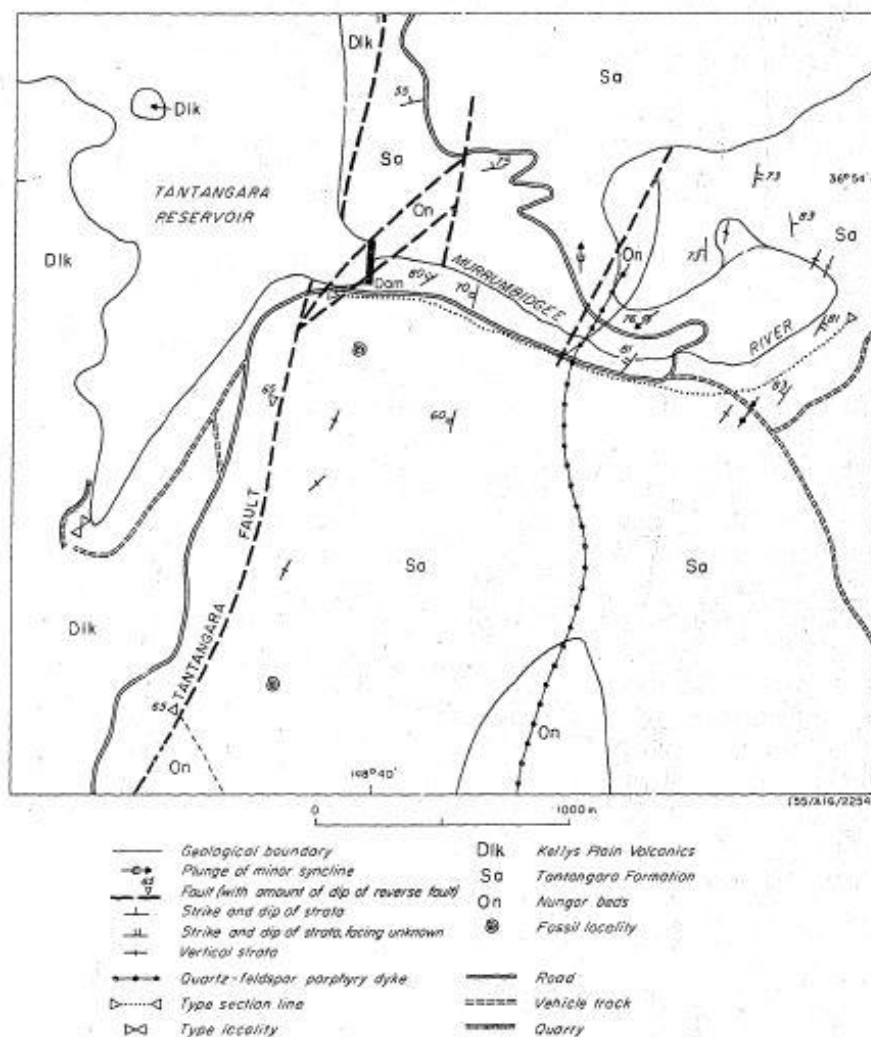 Dlk
Sa
Dlk
55
Sa
75
73
36°54'
TANTANGARA
RESERVOIR
On
83
Sa
Dlk
MURRUMBIDGEE
On
75
80
Dam
70
76
RIVER
81
61
83
65
60
FAULT
Sa
Sa
Dlk
TANTANGARA
65
On
On
148°40'
0
1000 m
I55/A16/2254
Geological boundary
Plunge of minor syncline
Fault (with amount of dip of reverse fault)
Strike and dip of strata
Strike and dip of strata, facing unknown
Vertical strata
Quartz-feldspar porphyry dyke
Type section line
Type locality
Dlk Kellys Plain Volcanics
Sa Tantangara Formation
On Nungar beds
Fossil locality
Road
Vehicle track
Quarry